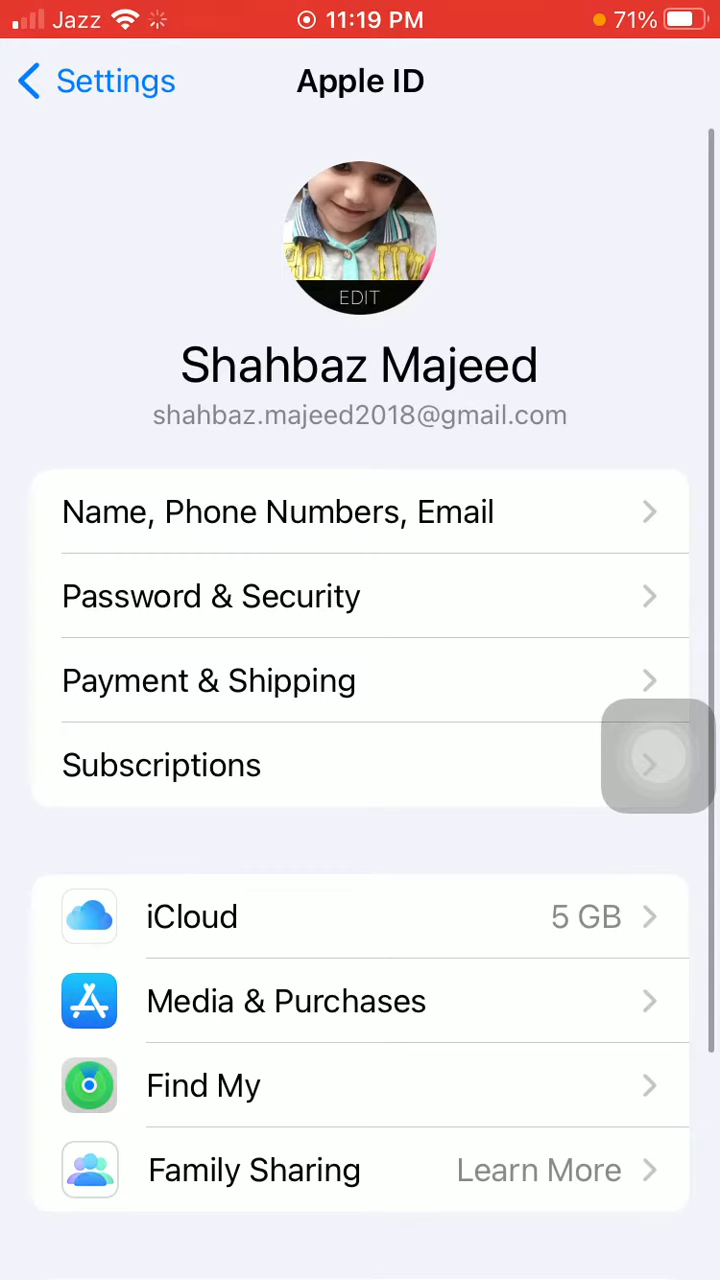 Jazz 11:19 PM 71%
Settings Apple ID
EDIT
Shahbaz Majeed
shahbaz.majeed2018@gmail.com
Name, Phone Numbers, Email
Password & Security
Payment & Shipping
Subscriptions
iCloud 5 GB
Media & Purchases
Find My
Family Sharing Learn More